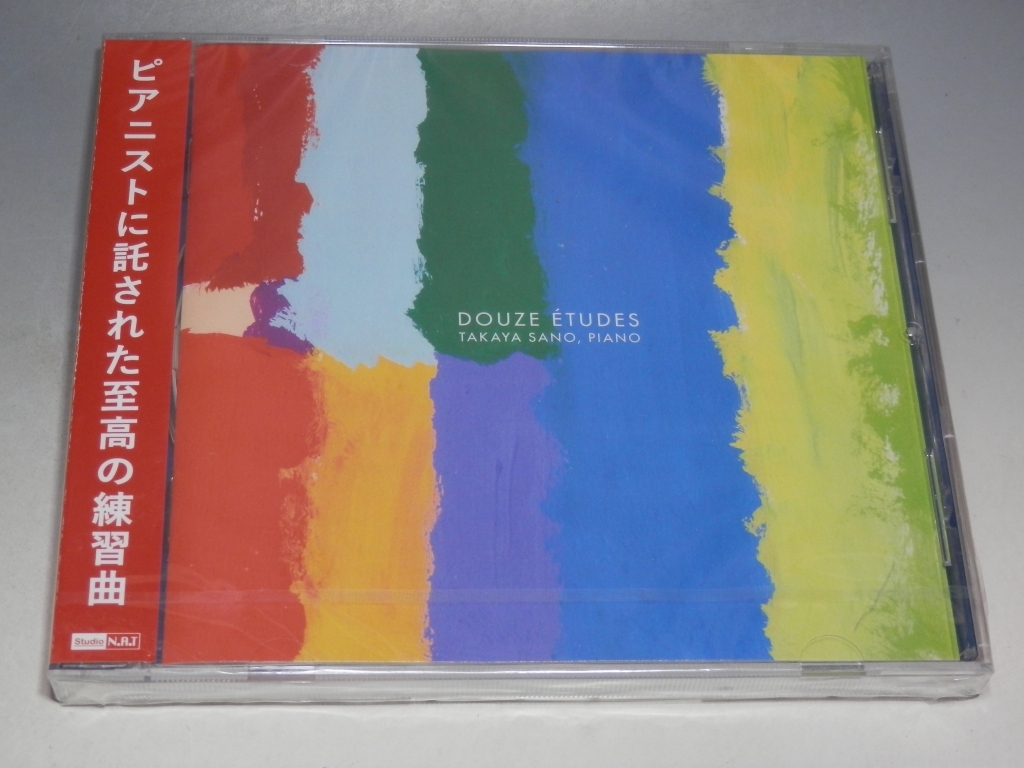 ピアニストに託された至高の練習曲
Studio N.A.T
DOUZE ÉTUDES
TAKAYA SANO, PIANO